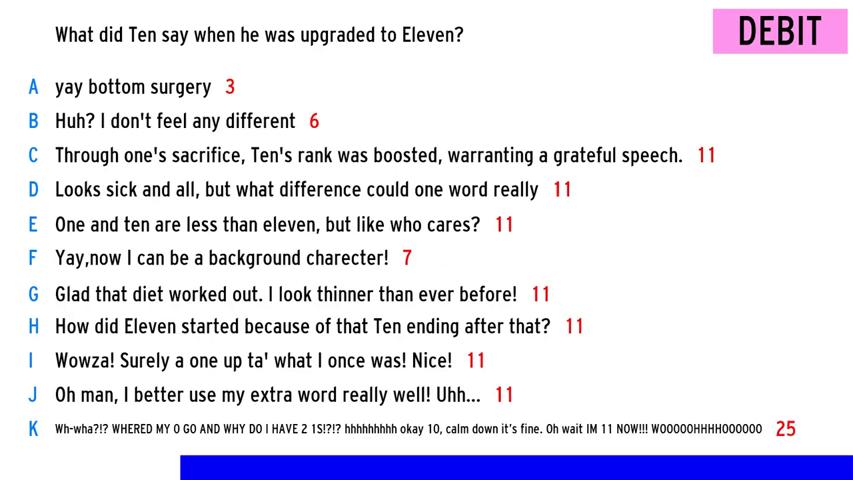 What did Ten say when he was upgraded to Eleven?
DEBIT
A yay bottom surgery 3
B Huh? I don't feel any different 6
C Through one's sacrifice, Ten's rank was boosted, warranting a grateful speech. 11
D Looks sick and all, but what difference could one word really 11
E One and ten are less than eleven, but like who cares? 11
F Yay,now I can be a background charecter! 7
G Glad that diet worked out. I look thinner than ever before! 11
H How did Eleven started because of that Ten ending after that? 11
I Wowza! Surely a one up ta' what I once was! Nice! 11
J Oh man, I better use my extra word really well! Uhh... 11
K Wh-wha?!? WHERED MY 0 GO AND WHY DO I HAVE 2 1S!?!? hhhhhhhhh okay 10, calm down it's fine. Oh wait IM 11 NOW!!! WOOOOOHHHHOOOOOO 25